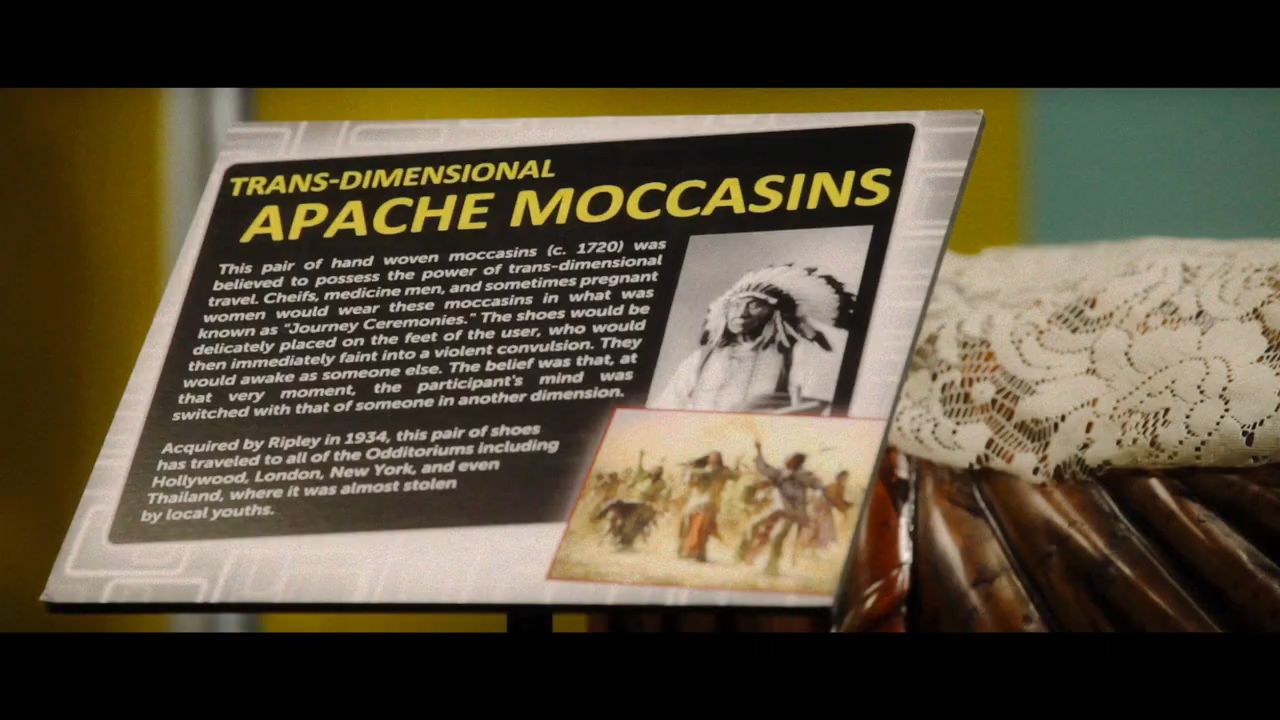 TRANS-DIMENSIONAL
APACHE MOCCASINS
This pair of hand woven moccasins (c. 1720) was
believed to possess the power of trans-dimensional
travel. Cheifs, medicine men, and sometimes pregnant
women would wear these moccasins in what was
known as "Journey Ceremonies." The shoes would be
delicately placed on the feet of the user, who would
then immediately faint into a violent convulsion. They
would awake as someone else. The belief was that, at
that very moment, the participant's mind was
switched with that of someone in another dimension.
Acquired by Ripley in 1934, this pair of shoes
has traveled to all of the Odditoriums including
Hollywood, London, New York, and even
Thailand, where it was almost stolen
by local youths.